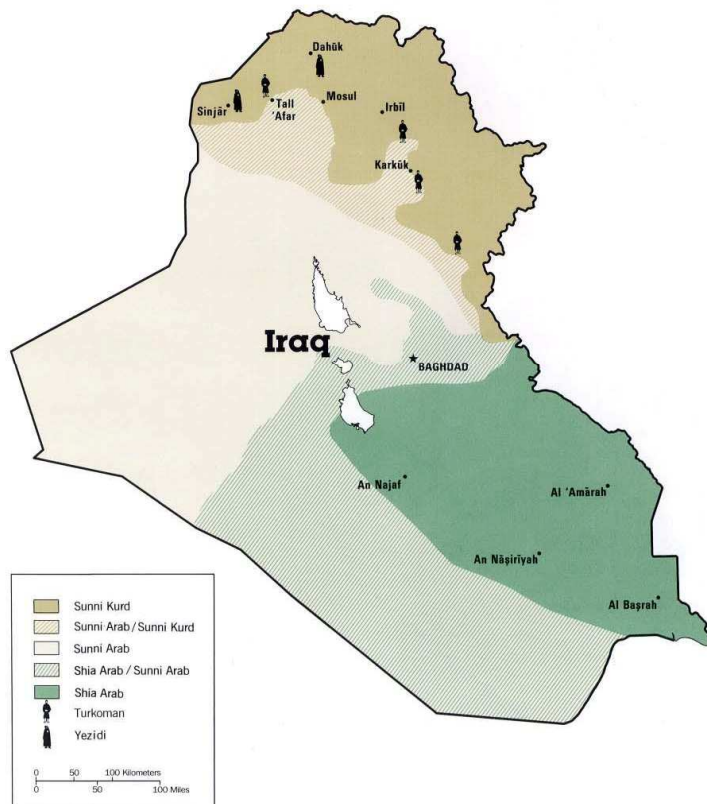 Dahūk
Sinjār
Tall
'Afar
Mosul
Irbīl
Karkūk
Iraq
BAGHDAD
An Najaf
Al 'Amārah
An Nāşirīyah
Al Başrah
Sunni Kurd
Sunni Arab/Sunni Kurd
Sunni Arab
Shia Arab/Sunni Arab
Shia Arab
Turkoman
Yezidi
0 50 100 Kilometers
0 50 100 Miles